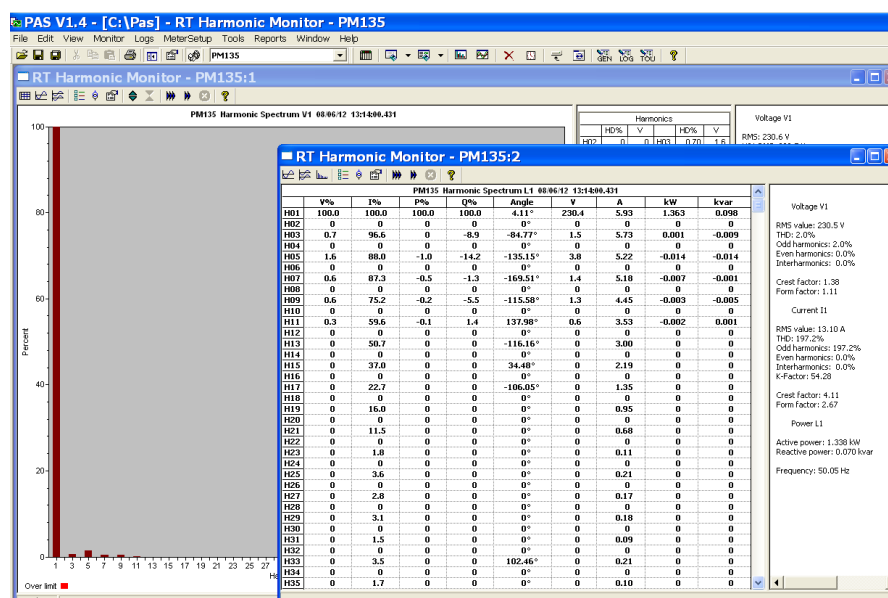 PAS V1.4 - [C:\Pas] - RT Harmonic Monitor - PM135
File Edit View Monitor Logs MeterSetup Tools Reports Window Help
PM135 GEN LOG TOU
RT Harmonic Monitor - PM135:1
PM135 Harmonic Spectrum V1 08/06/12 13:14:00.431
Harmonics
HD% V HD% V
H02 0 0 H03 0.70 1.6
Voltage V1
RMS: 230.6 V
100
80
60
40
20
0
Percent
1 3 5 7 9 11 13 15 17 19 21 23 25 27
Over limit
RT Harmonic Monitor - PM135:2
PM135 Harmonic Spectrum L1 08/06/12 13:14:00.431
V% I% P% Q% Angle V A kW kvar
H01 100.0 100.0 100.0 100.0 4.11° 230.4 5.93 1.363 0.098
H02 0 0 0 0 0° 0 0 0 0
H03 0.7 96.6 0 -8.9 -84.77° 1.5 5.73 0.001 -0.009
H04 0 0 0 0 0° 0 0 0 0
H05 1.6 88.0 -1.0 -14.2 -135.15° 3.8 5.22 -0.014 -0.014
H06 0 0 0 0 0° 0 0 0 0
H07 0.6 87.3 -0.5 -1.3 -169.51° 1.4 5.18 -0.007 -0.001
H08 0 0 0 0 0° 0 0 0 0
H09 0.6 75.2 -0.2 -5.5 -115.58° 1.3 4.45 -0.003 -0.005
H10 0 0 0 0 0° 0 0 0 0
H11 0.3 59.6 -0.1 1.4 137.98° 0.6 3.53 -0.002 0.001
H12 0 0 0 0 0° 0 0 0 0
H13 0 50.7 0 0 -116.16° 0 3.00 0 0
H14 0 0 0 0 0° 0 0 0 0
H15 0 37.0 0 0 34.48° 0 2.19 0 0
H16 0 0 0 0 0° 0 0 0 0
H17 0 22.7 0 0 -106.05° 0 1.35 0 0
H18 0 0 0 0 0° 0 0 0 0
H19 0 16.0 0 0 0° 0 0.95 0 0
H20 0 0 0 0 0° 0 0 0 0
H21 0 11.5 0 0 0° 0 0.68 0 0
H22 0 0 0 0 0° 0 0 0 0
H23 0 1.8 0 0 0° 0 0.11 0 0
H24 0 0 0 0 0° 0 0 0 0
H25 0 3.6 0 0 0° 0 0.21 0 0
H26 0 0 0 0 0° 0 0 0 0
H27 0 2.8 0 0 0° 0 0.17 0 0
H28 0 0 0 0 0° 0 0 0 0
H29 0 3.1 0 0 0° 0 0.18 0 0
H30 0 0 0 0 0° 0 0 0 0
H31 0 1.5 0 0 0° 0 0.09 0 0
H32 0 0 0 0 0° 0 0 0 0
H33 0 3.5 0 0 102.46° 0 0.21 0 0
H34 0 0 0 0 0° 0 0 0 0
H35 0 1.7 0 0 0° 0 0.10 0 0
Voltage V1
RMS value: 230.5 V
THD: 2.0%
Odd harmonics: 2.0%
Even harmonics: 0.0%
Interharmonics: 0.0%
Crest factor: 1.38
Form factor: 1.11
Current I1
RMS value: 13.10 A
THD: 197.2%
Odd harmonics: 197.2%
Even harmonics: 0.0%
Interharmonics: 0.0%
K-Factor: 54.28
Crest factor: 4.11
Form factor: 2.67
Power L1
Active power: 1.338 kW
Reactive power: 0.070 kvar
Frequency: 50.05 Hz